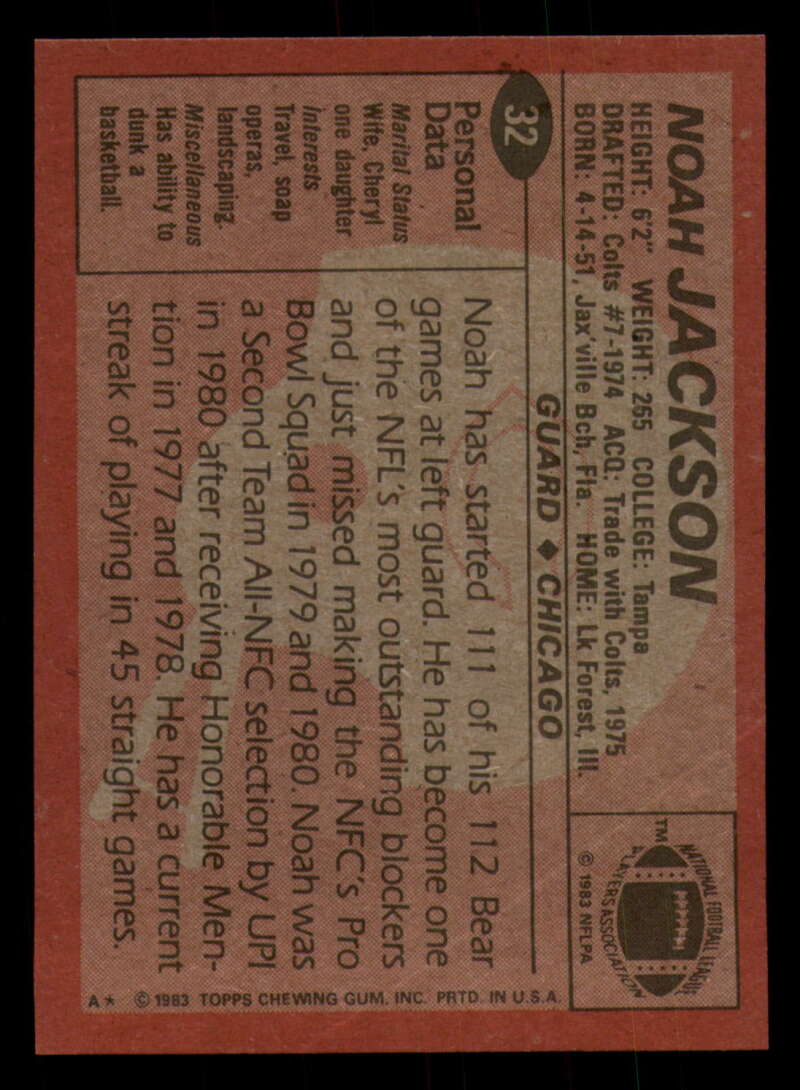 32
NOAH JACKSON
HEIGHT: 6'2" WEIGHT: 265 COLLEGE: Tampa
DRAFTED: Colts #7-1974 ACQ: Trade with Colts, 1975
BORN: 4-14-51, Jax'ville Bch, Fla. HOME: Lk Forest, Ill.
TM
NATIONAL FOOTBALL LEAGUE
PLAYERS ASSOCIATION
© 1983 NFLPA
GUARD ♦ CHICAGO
Personal
Data
Marital Status
Wife, Cheryl
one daughter
Interests
Travel, soap
operas,
landscaping.
Miscellaneous
Has ability to
dunk a
basketball.
Noah has started 111 of his 112 Bear
games at left guard. He has become one
of the NFL's most outstanding blockers
and just missed making the NFC's Pro
Bowl Squad in 1979 and 1980. Noah was
a Second Team All-NFC selection by UPI
in 1980 after receiving Honorable Men-
tion in 1977 and 1978. He has a current
streak of playing in 45 straight games.
A* © 1983 TOPPS CHEWING GUM, INC. PRTD. IN U.S.A.